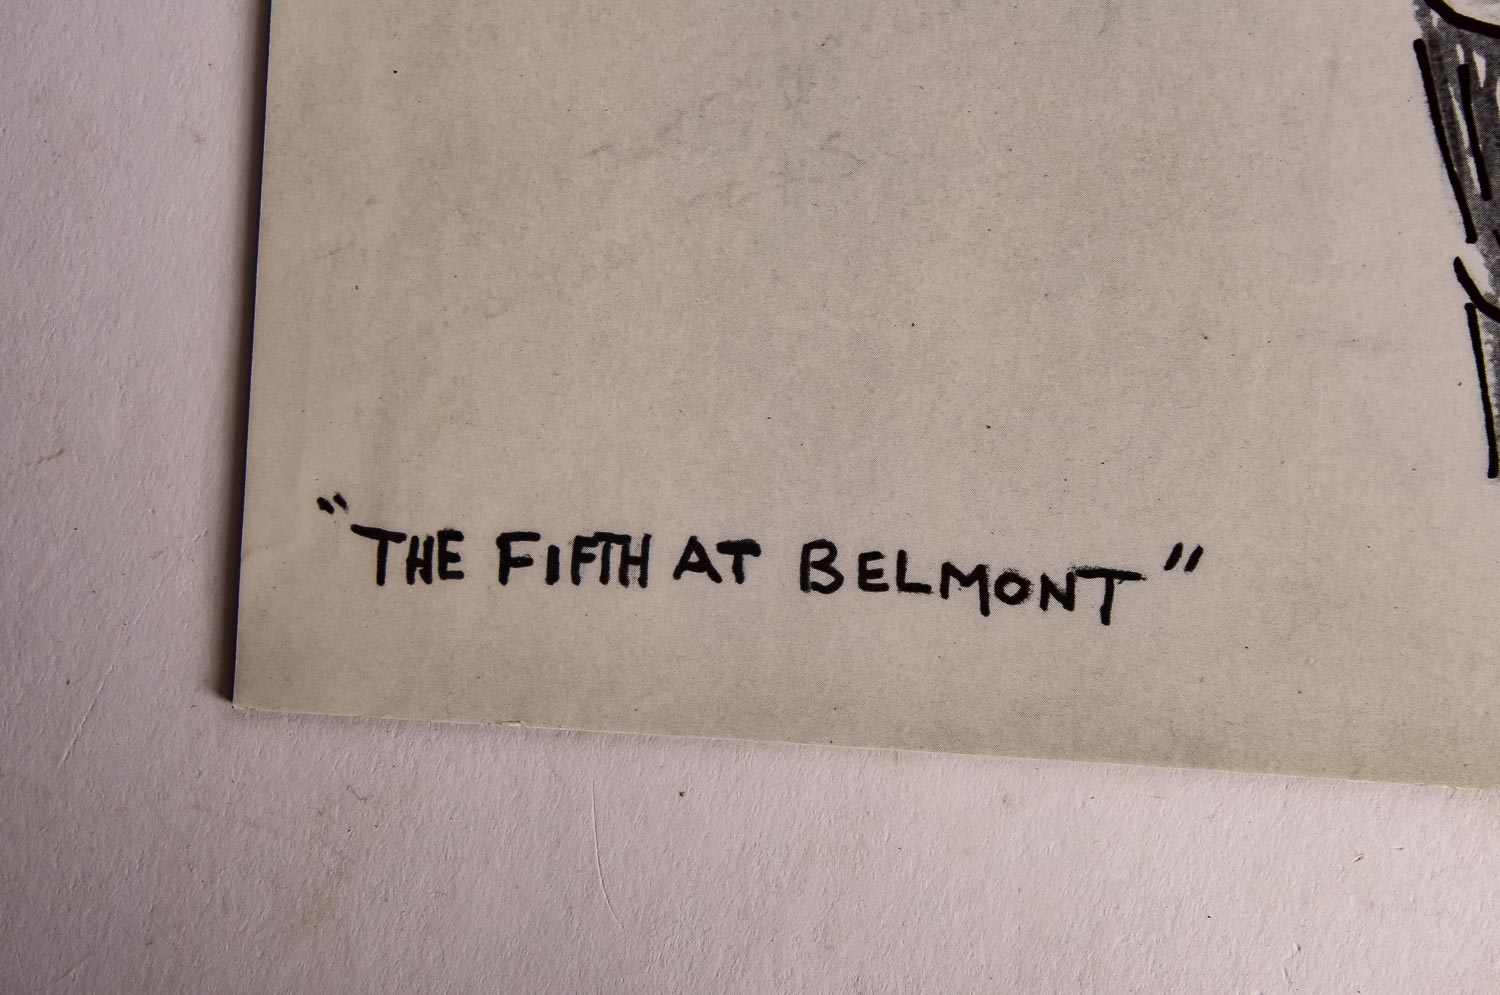 "THE FIFTH AT BELMONT"